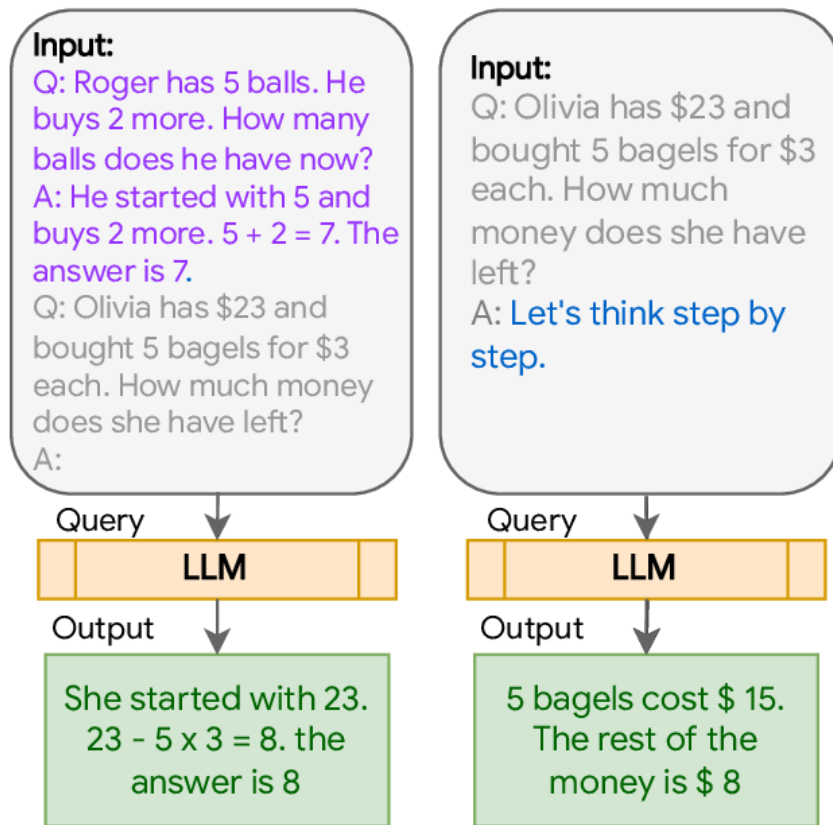 Input:
Q: Roger has 5 balls. He
buys 2 more. How many
balls does he have now?
A: He started with 5 and
buys 2 more. 5 + 2 = 7. The
answer is 7.
Q: Olivia has $23 and
bought 5 bagels for $3
each. How much money
does she have left?
A:
Query
LLM
Output
She started with 23.
23 - 5 x 3 = 8. the
answer is 8
Input:
Q: Olivia has $23 and
bought 5 bagels for $3
each. How much
money does she have
left?
A: Let's think step by
step.
Query
LLM
Output
5 bagels cost $ 15.
The rest of the
money is $ 8